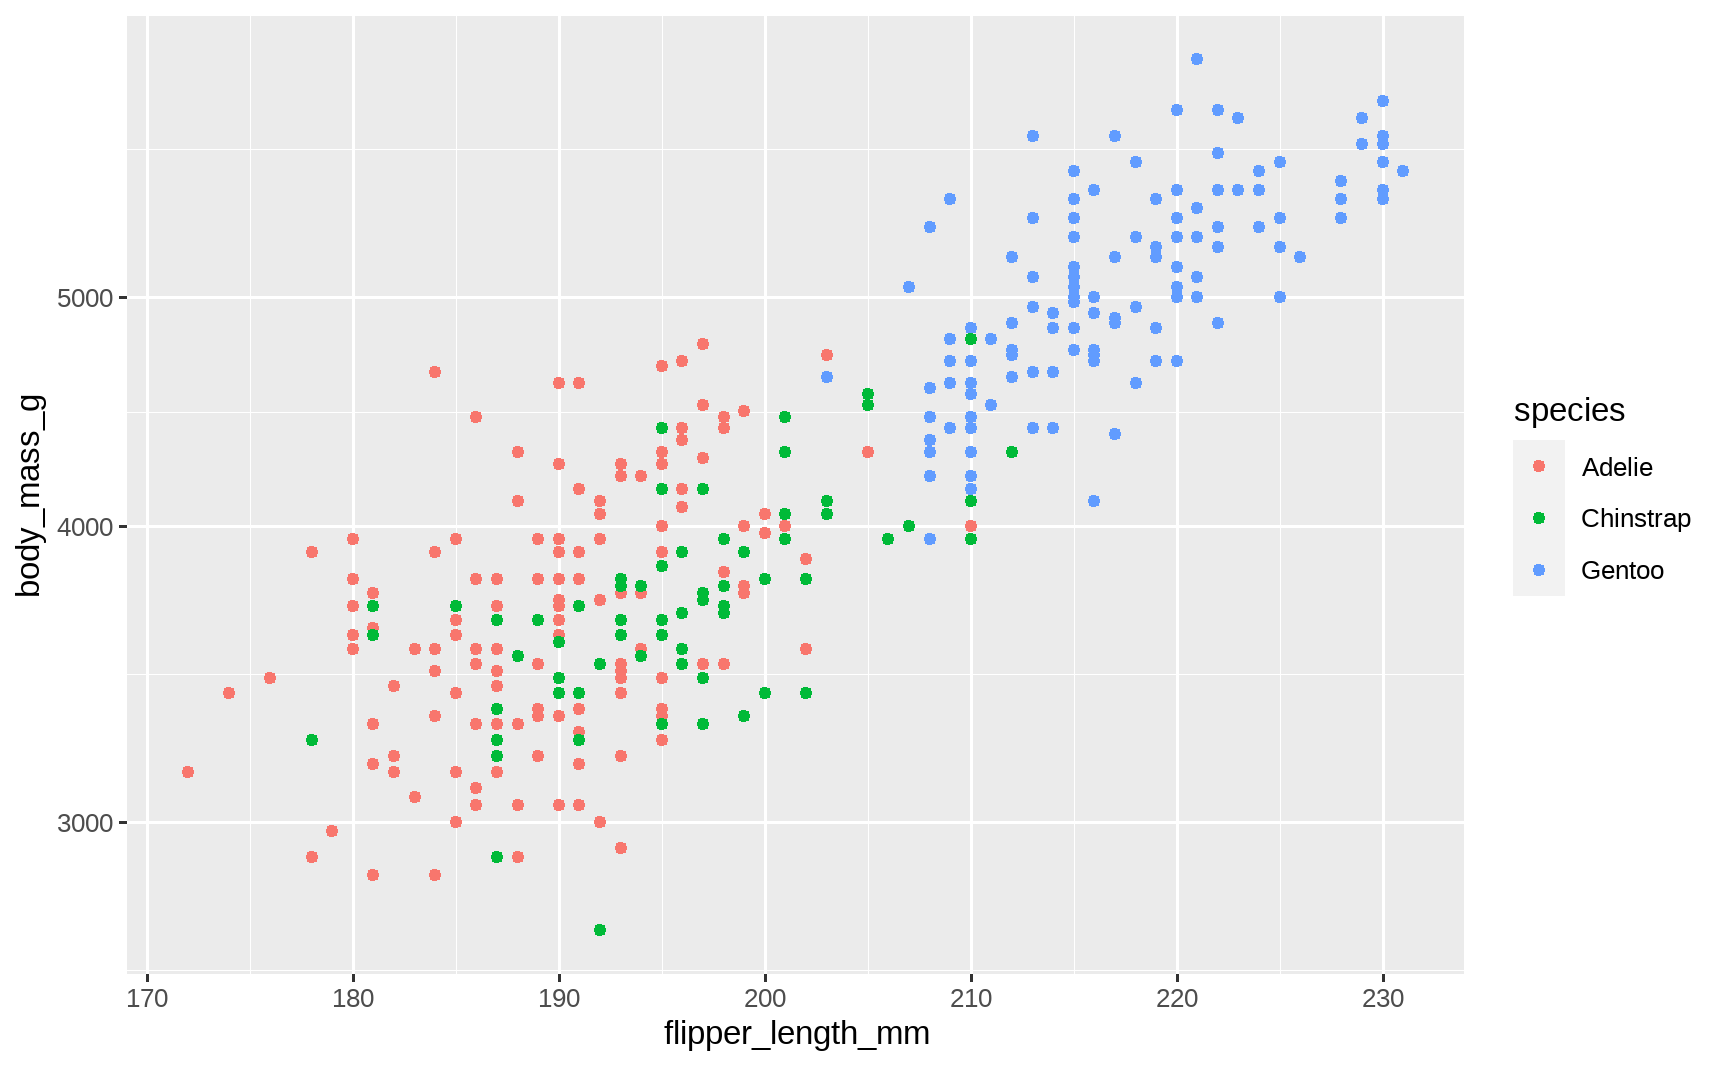 body_mass_g
5000
4000
3000
170 180 190 200 210 220 230
flipper_length_mm
species
Adelie
Chinstrap
Gentoo